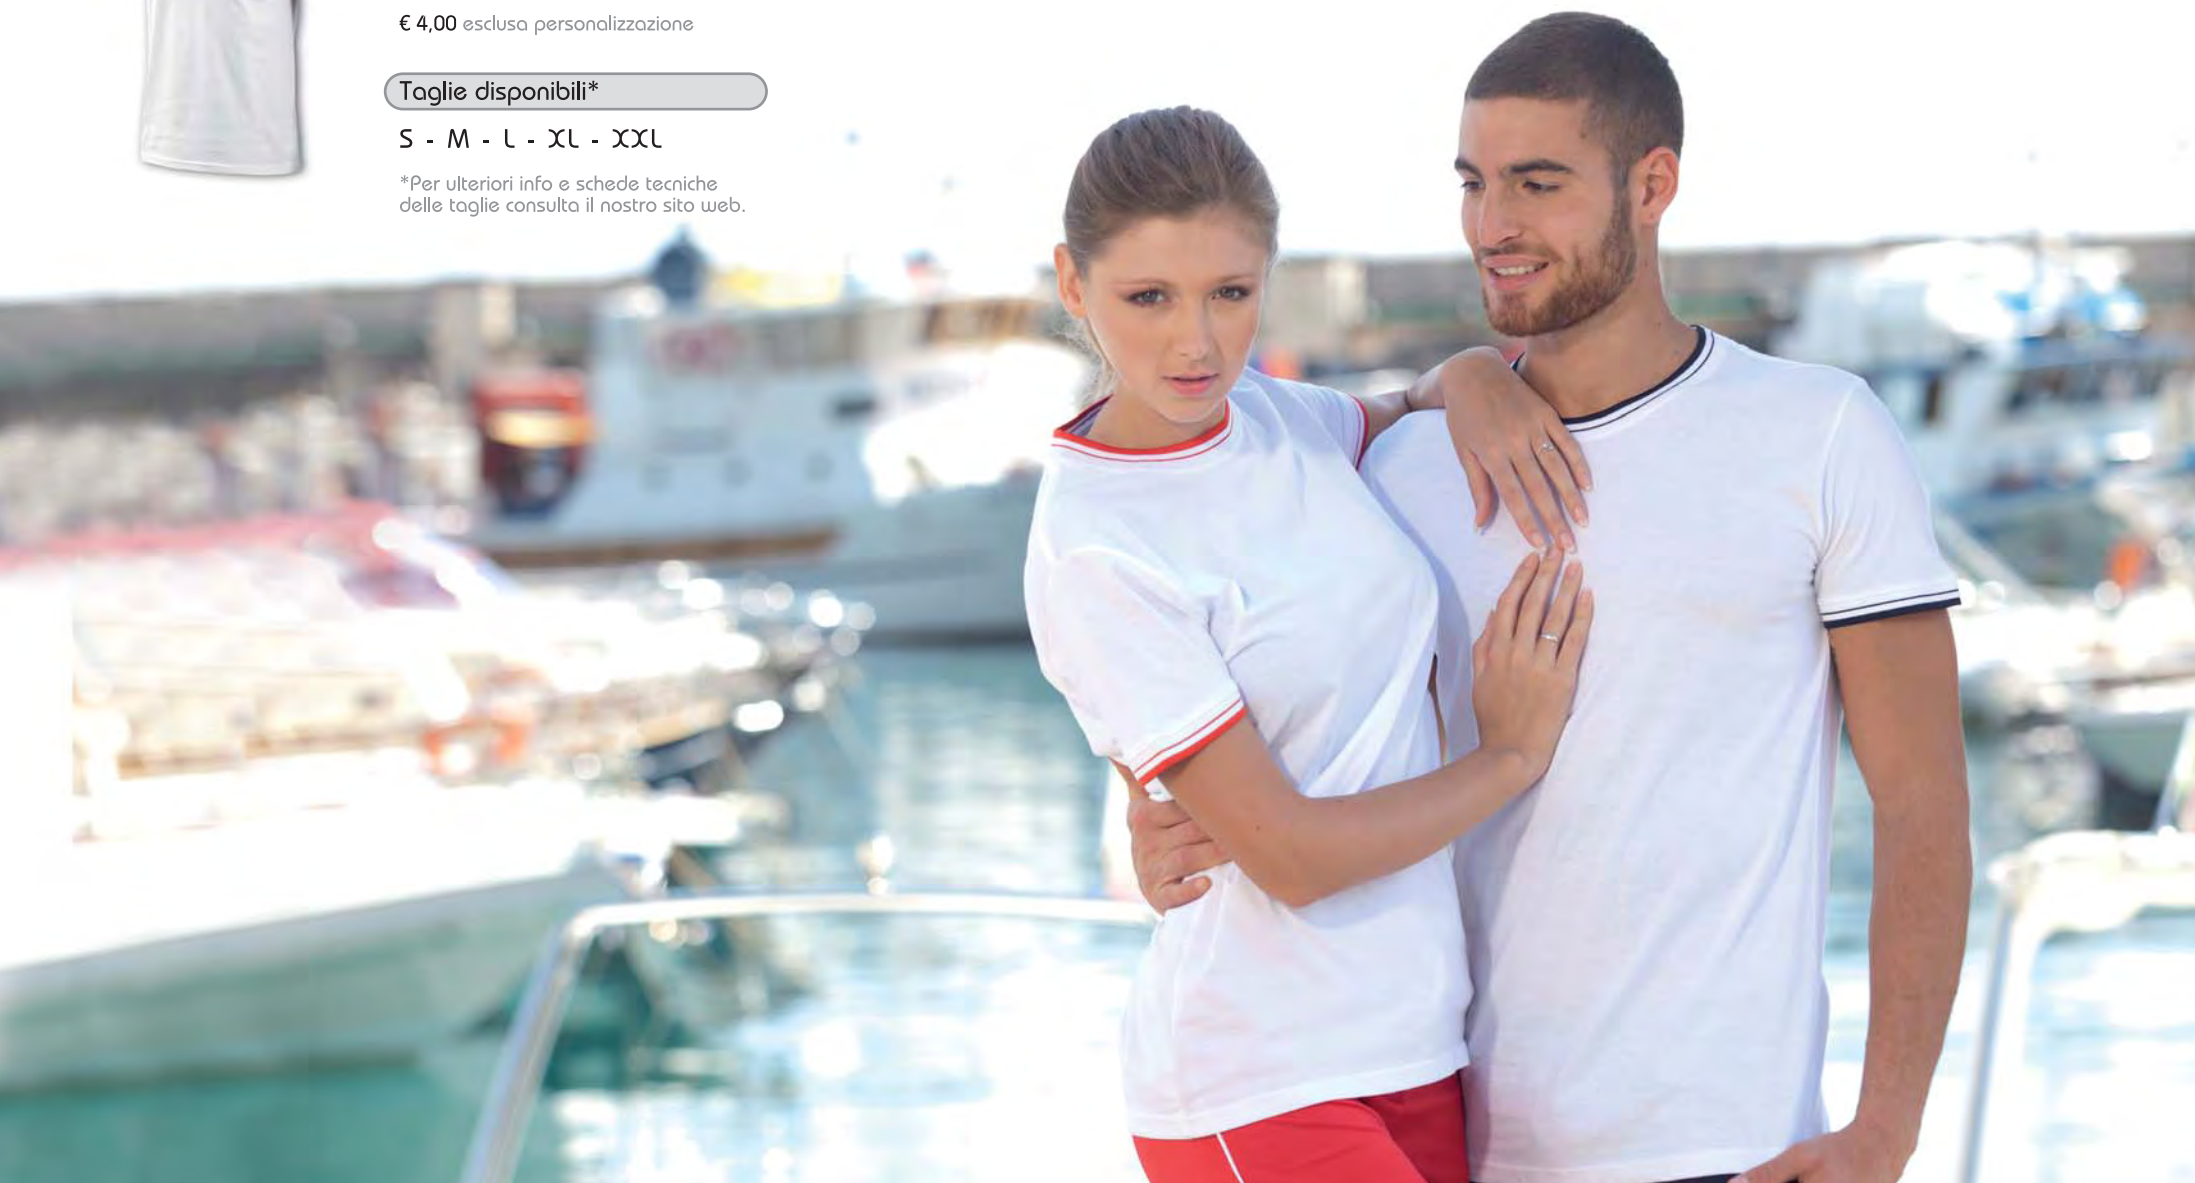 € 4,00 esclusa personalizzazione
Taglie disponibili*
S - M - L - XL - XXL
*Per ulteriori info e schede tecniche
delle taglie consulta il nostro sito web.